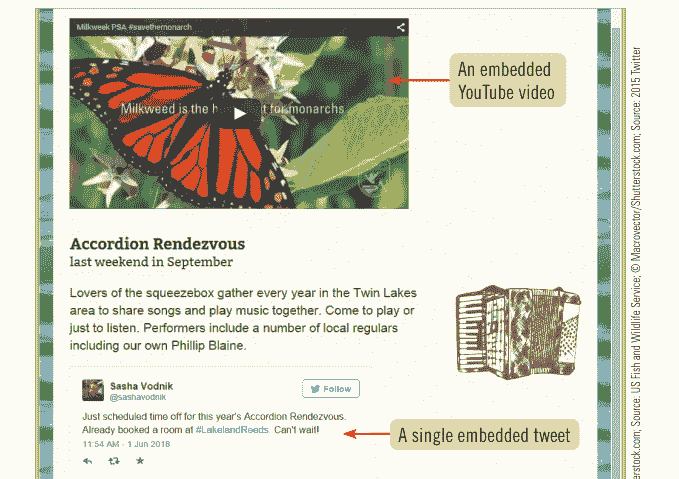 Milkweek PSA #savethemonarch
Milkweed is the h t for monarchs
An embedded
YouTube video
Accordion Rendezvous
last weekend in September
Lovers of the squeezebox gather every year in the Twin Lakes
area to share songs and play music together. Come to play or
just to listen. Performers include a number of local regulars
including our own Phillip Blaine.
Sasha Vodnik
@sashavodnik
Follow
Just scheduled time off for this year's Accordion Rendezvous.
Already booked a room at #LakelandReeds. Can't wait!
11:54 AM - 1 Jun 2018
A single embedded tweet
erstock.com; Source: US Fish and Wildlife Service; © Macrovector/Shutterstock.com; Source: 2015 Twitter